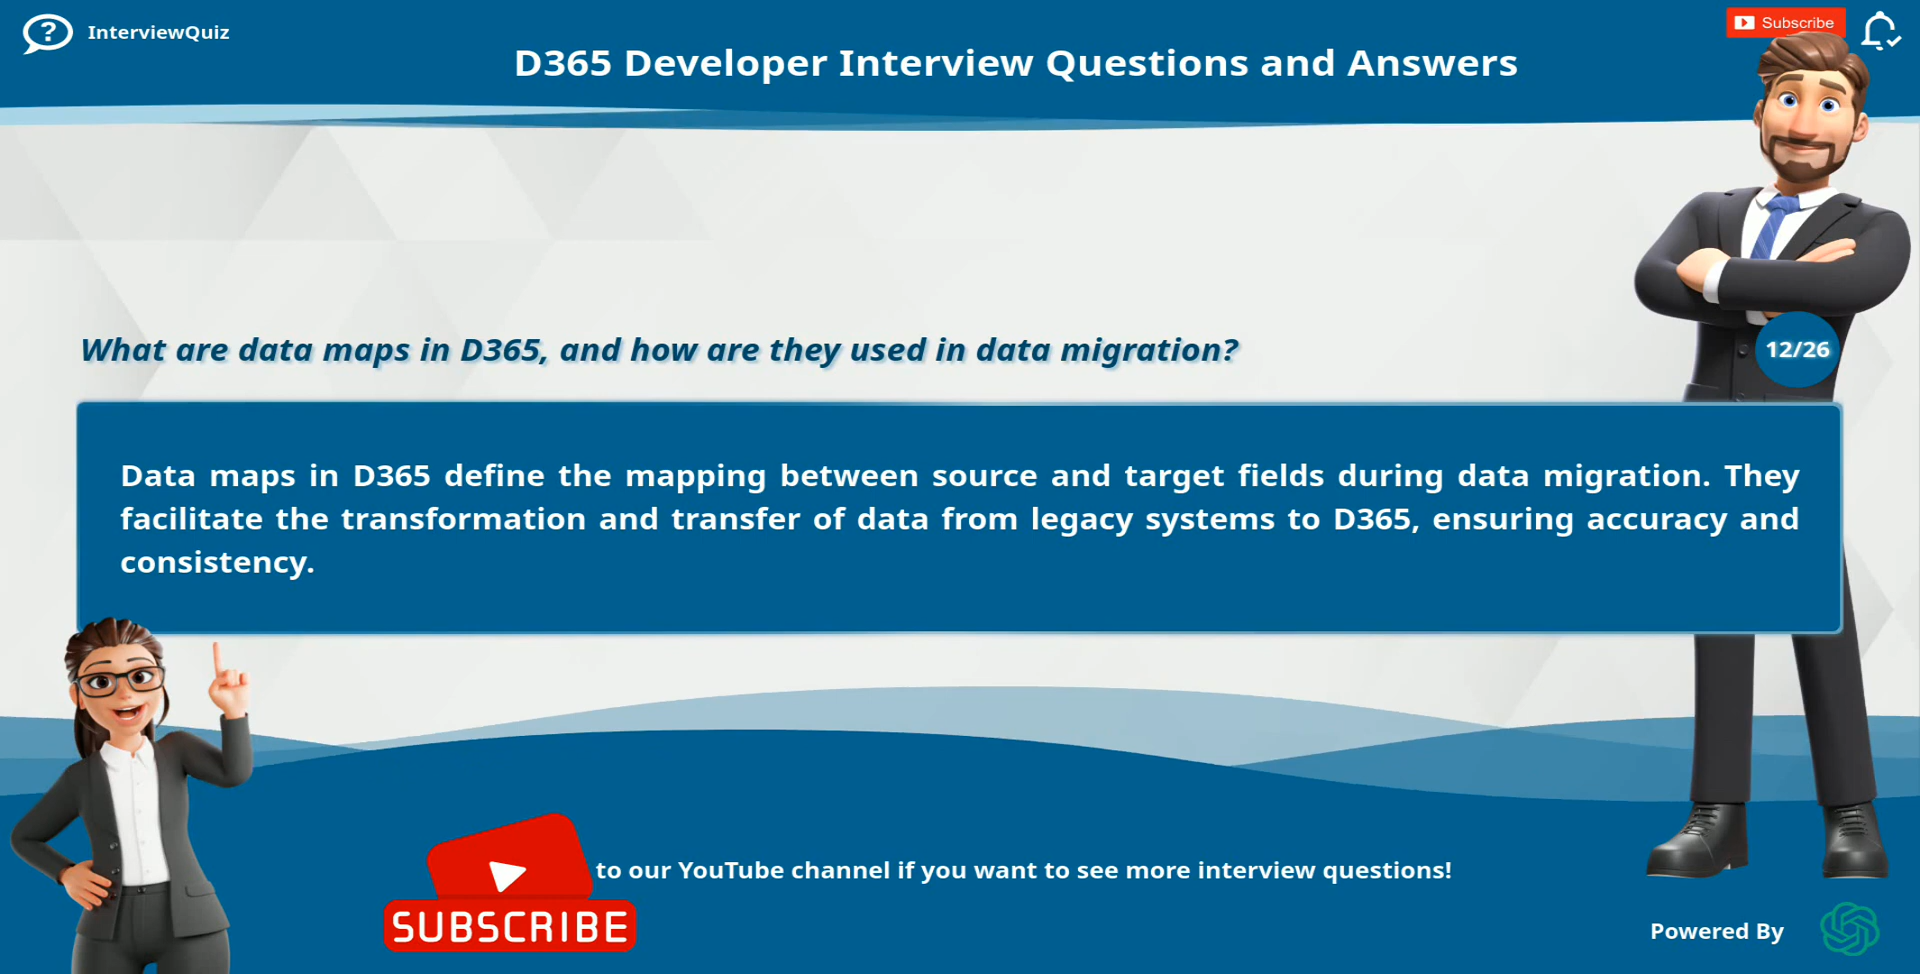 InterviewQuiz
Subscribe
D365 Developer Interview Questions and Answers
What are data maps in D365, and how are they used in data migration?
12/26
Data maps in D365 define the mapping between source and target fields during data migration. They
facilitate the transformation and transfer of data from legacy systems to D365, ensuring accuracy and
consistency.
to our YouTube channel if you want to see more interview questions!
SUBSCRIBE
Powered By